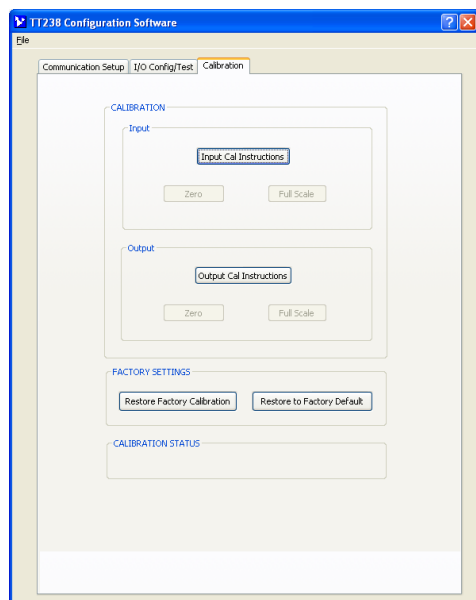 TT238 Configuration Software
File
Communication Setup I/O Config/Test Calibration
CALIBRATION
Input
Input Cal Instructions
Zero Full Scale
Output
Output Cal Instructions
Zero Full Scale
FACTORY SETTINGS
Restore Factory Calibration Restore to Factory Default
CALIBRATION STATUS